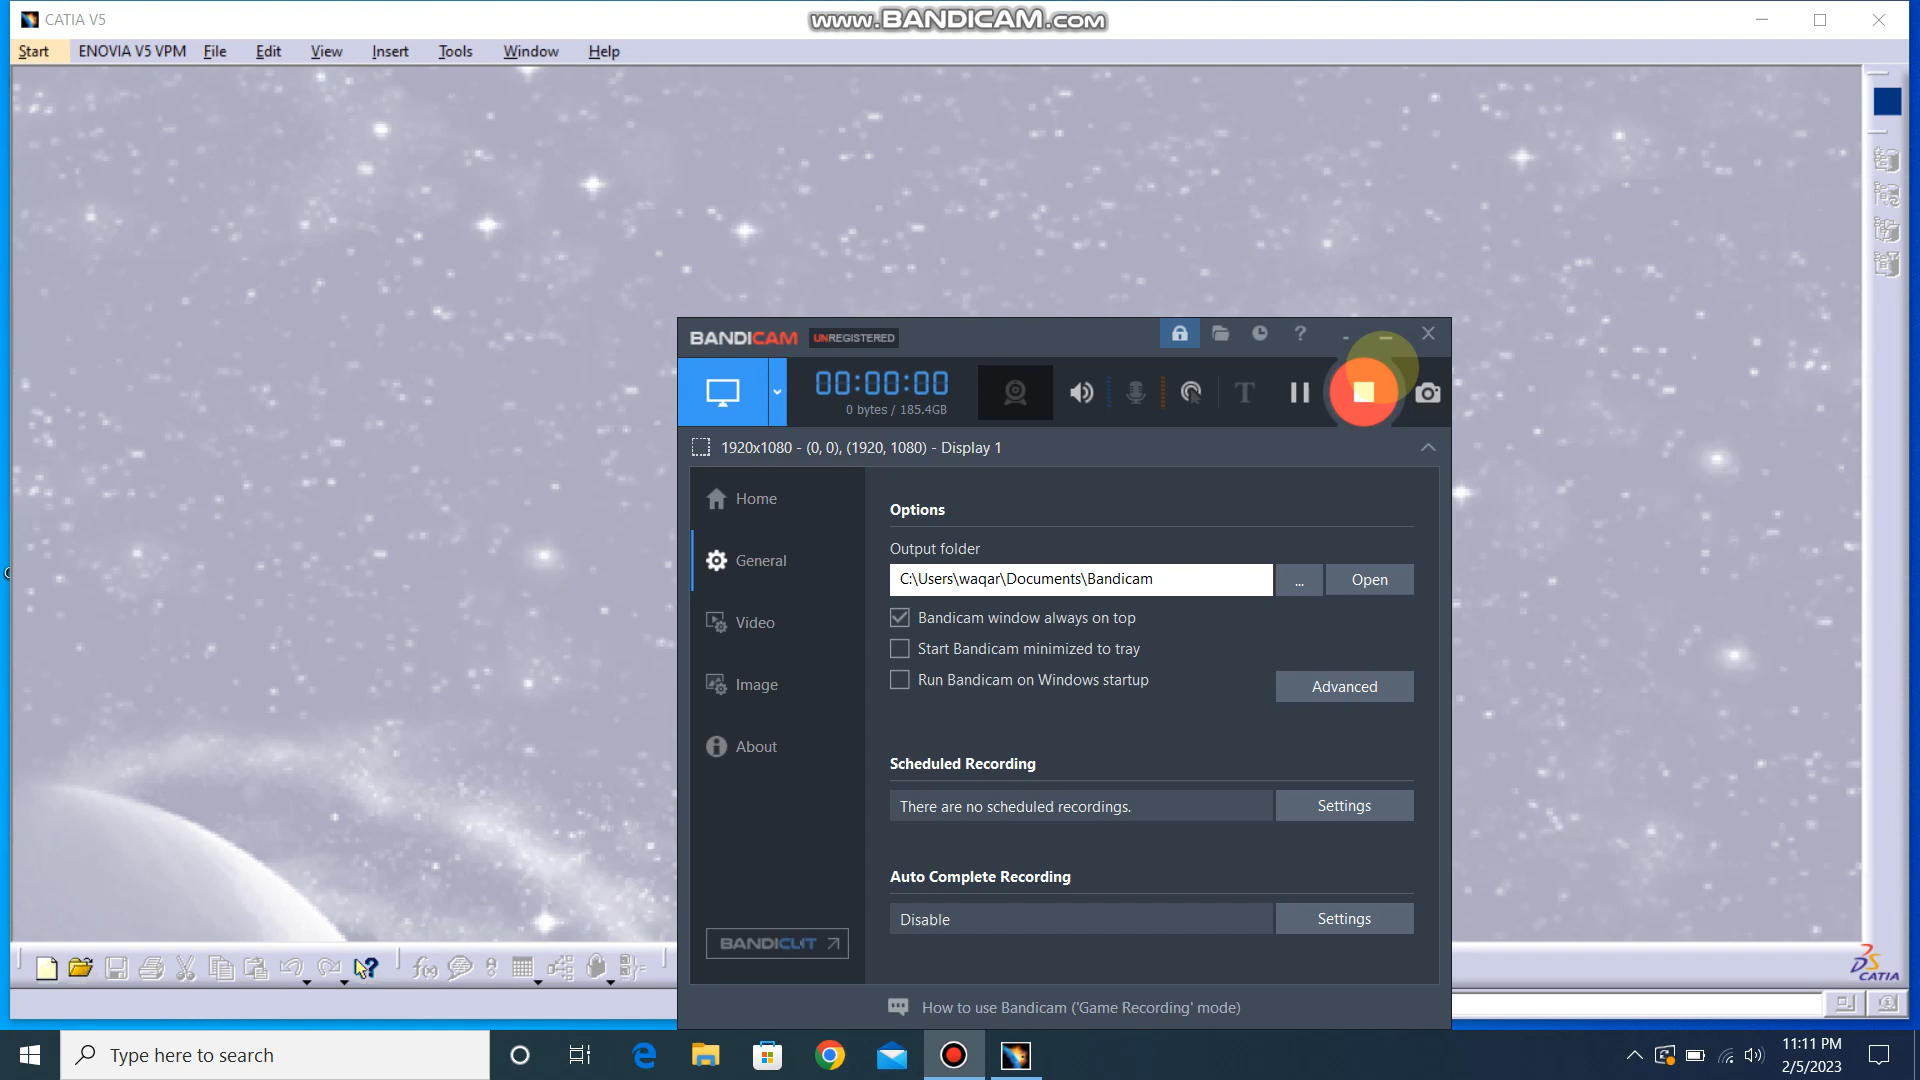 CATIA V5
www.BANDICAM.com
Start ENOVIA V5 VPM File Edit View Insert Tools Window Help
BANDICAM UNREGISTERED
00:00:00
0 bytes / 185.4GB
1920x1080 - (0, 0), (1920, 1080) - Display 1
Home
General
Video
Image
About
BANDICUT
Options
Output folder
C:\Users\waqar\Documents\Bandicam ... Open
Bandicam window always on top
Start Bandicam minimized to tray
Run Bandicam on Windows startup
Advanced
Scheduled Recording
There are no scheduled recordings. Settings
Auto Complete Recording
Disable Settings
How to use Bandicam ('Game Recording' mode)
CATIA
Type here to search
11:11 PM
2/5/2023